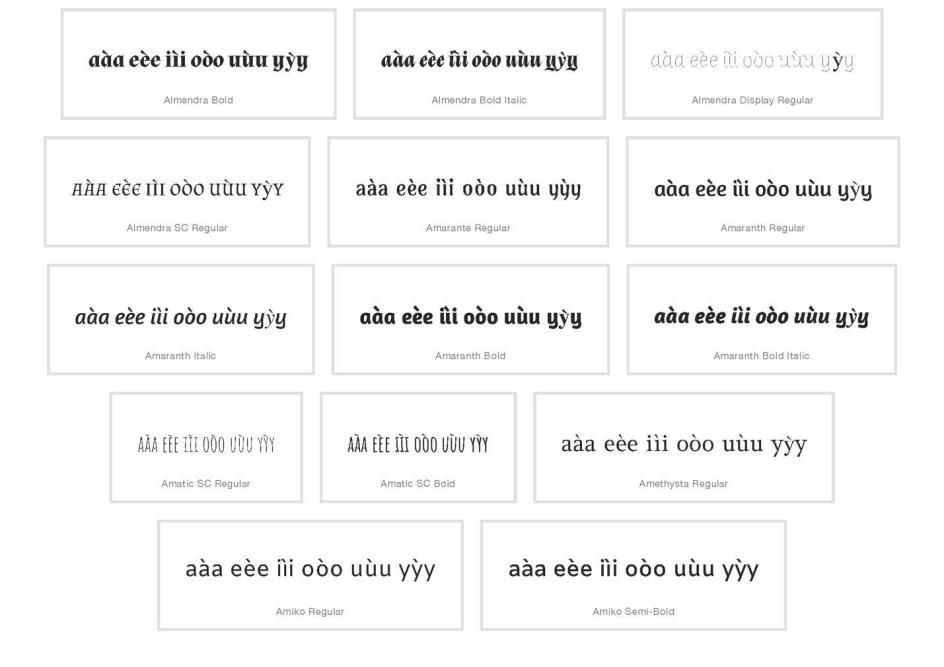 aàa eèe iìi oòo uùu yỳy
Almendra Bold
aàa eèe iìi oòo uùu yỳy
Almendra Bold Italic
aàa eèe iìi oòo uùu yỳy
Almendra Display Regular
AÀA EÈE IÌI OÒO UÙU YỳY
Almendra SC Regular
aàa eèe iìi oòo uùu yỳy
Amarante Regular
aàa eèe iìi oòo uùu yỳy
Amaranth Regular
aàa eèe iìi oòo uùu yỳy
Amaranth Italic
aàa eèe iìi oòo uùu yỳy
Amaranth Bold
aàa eèe iìi oòo uùu yỳy
Amaranth Bold Italic
AÀA EÈE IÌI OÒO UÙU YỲY
Amatic SC Regular
AÀA EÈE IÌI OÒO UÙU YỲY
Amatic SC Bold
aàa eèe iìi oòo uùu yỳy
Amethysta Regular
aàa eèe iìi oòo uùu yỳy
Amiko Regular
aàa eèe iìi oòo uùu yỳy
Amiko Semi-Bold